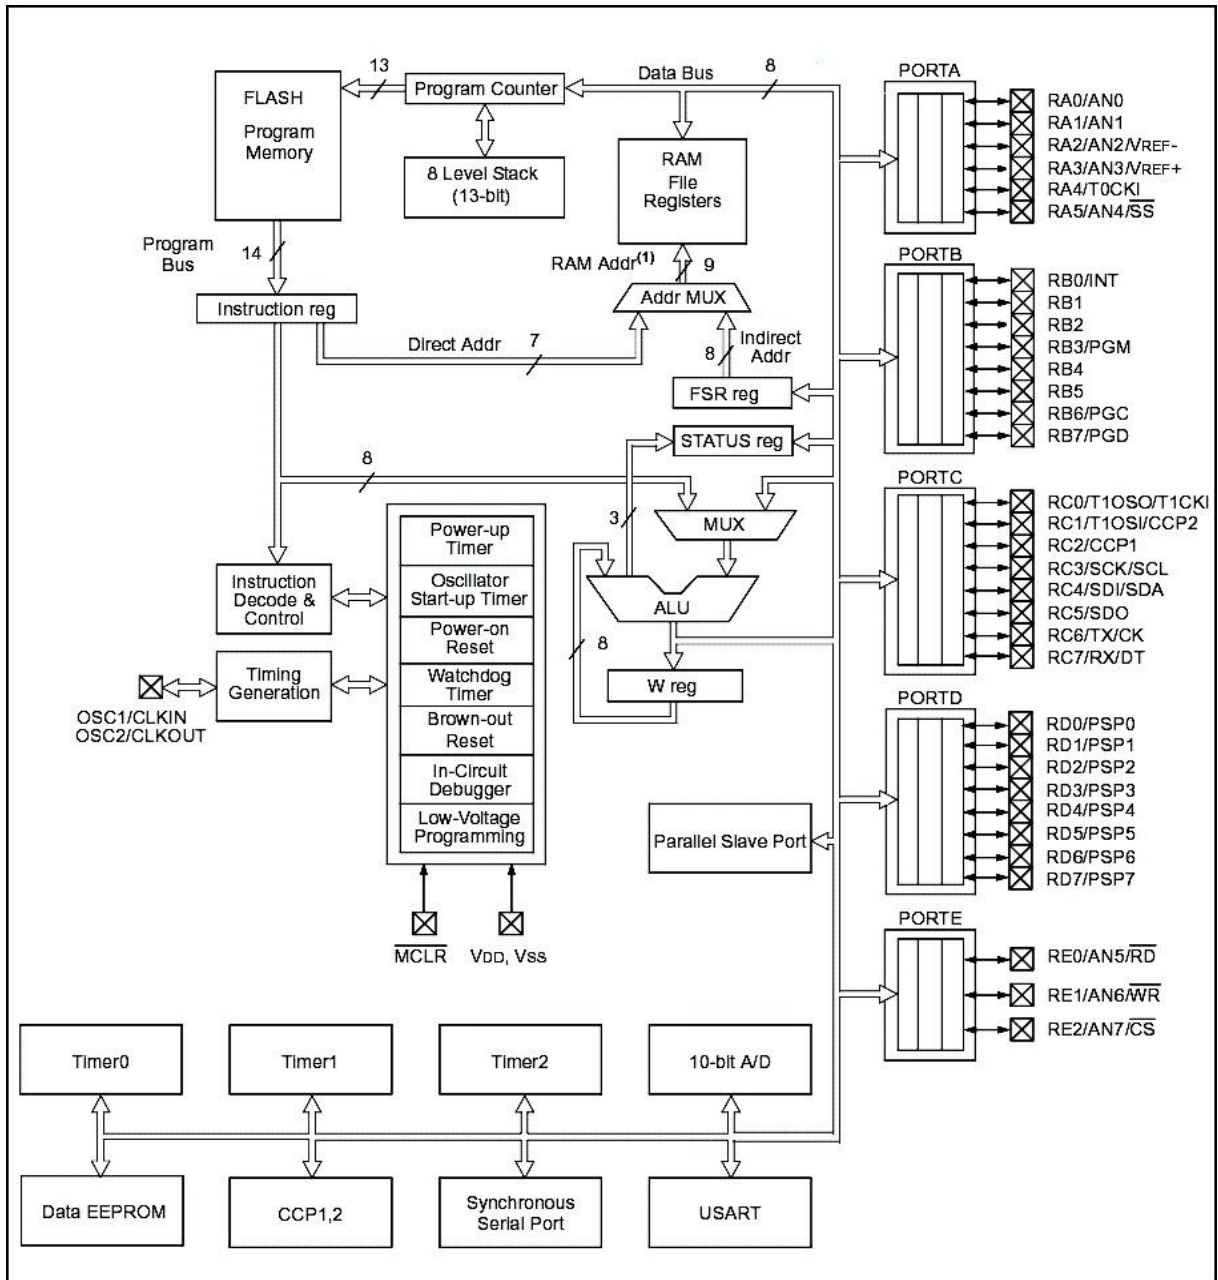 FLASH
Program
Memory
13
Program Counter
8 Level Stack
(13-bit)
Data Bus
8
RAM
File
Registers
Program
Bus
14
Instruction reg
RAM Addr(1)
9
Addr MUX
Direct Addr
7
8
Indirect
Addr
FSR reg
STATUS reg
8
3
MUX
ALU
8
W reg
Instruction
Decode &
Control
Timing
Generation
OSC1/CLKIN
OSC2/CLKOUT
Power-up
Timer
Oscillator
Start-up Timer
Power-on
Reset
Watchdog
Timer
Brown-out
Reset
In-Circuit
Debugger
Low-Voltage
Programming
MCLR
VDD, VSS
Parallel Slave Port
PORTA
RA0/AN0
RA1/AN1
RA2/AN2/VREF-
RA3/AN3/VREF+
RA4/T0CKI
RA5/AN4/SS
PORTB
RB0/INT
RB1
RB2
RB3/PGM
RB4
RB5
RB6/PGC
RB7/PGD
PORTC
RC0/T1OSO/T1CKI
RC1/T1OSI/CCP2
RC2/CCP1
RC3/SCK/SCL
RC4/SDI/SDA
RC5/SDO
RC6/TX/CK
RC7/RX/DT
PORTD
RD0/PSP0
RD1/PSP1
RD2/PSP2
RD3/PSP3
RD4/PSP4
RD5/PSP5
RD6/PSP6
RD7/PSP7
PORTE
RE0/AN5/RD
RE1/AN6/WR
RE2/AN7/CS
Timer0
Timer1
Timer2
10-bit A/D
Data EEPROM
CCP1,2
Synchronous
Serial Port
USART